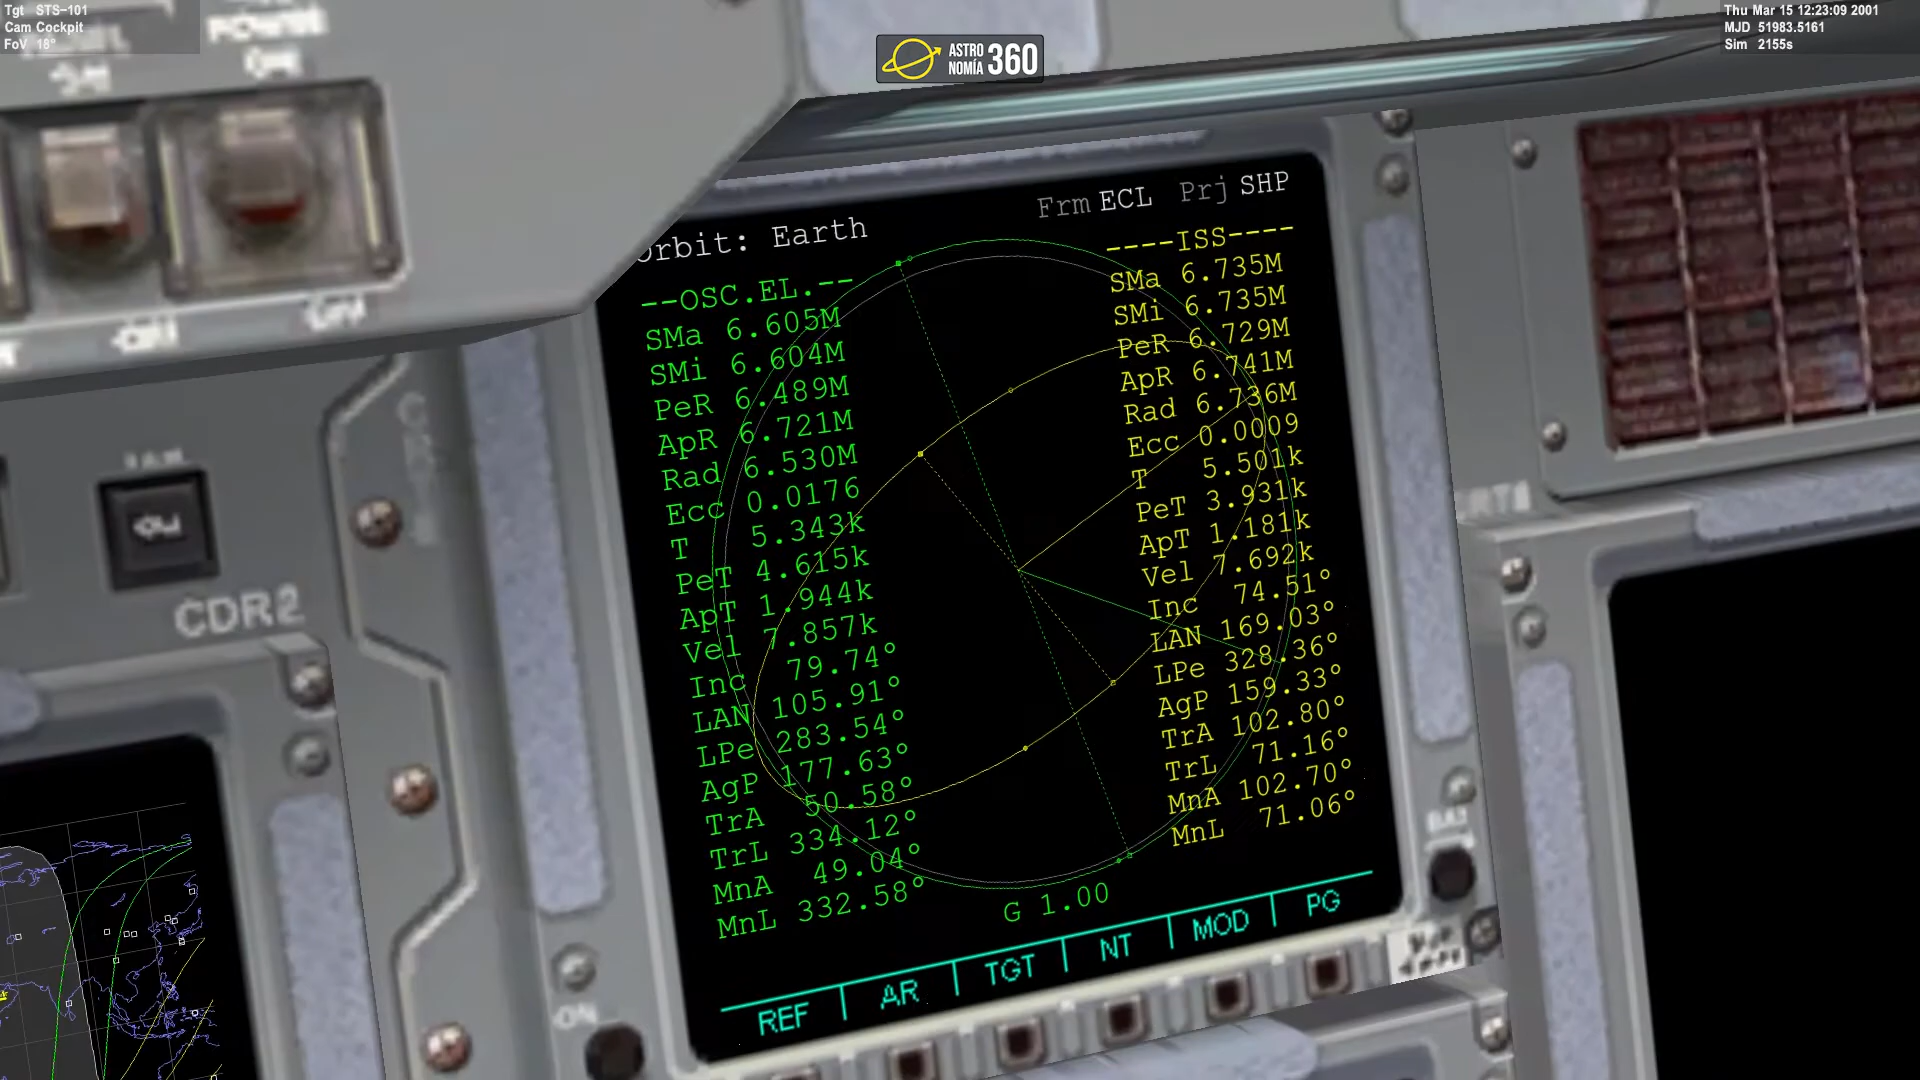 Tgt STS-101
Cam Cockpit
FoV 18°
Thu Mar 15 12:23:09 2001
MJD 51983.5161
Sim 2155s
ASTRO
NOMÍA 360
POWER
ON
OFF
CDR2
Orbit: Earth
Frm ECL Prj SHP
--OSC.EL.--
SMa 6.605M
SMi 6.604M
PeR 6.489M
ApR 6.721M
Rad 6.530M
Ecc 0.0176
T 5.343k
PeT 4.615k
ApT 1.944k
Vel 7.857k
Inc 79.74°
LAN 105.91°
LPe 283.54°
AgP 177.63°
TrA 50.58°
TrL 334.12°
MnA 49.04°
MnL 332.58°
----ISS----
SMa 6.735M
SMi 6.735M
PeR 6.729M
ApR 6.741M
Rad 6.736M
Ecc 0.0009
T 5.501k
PeT 3.931k
ApT 1.181k
Vel 7.692k
Inc 74.51°
LAN 169.03°
LPe 328.36°
AgP 159.33°
TrA 102.80°
TrL 71.16°
MnA 102.70°
MnL 71.06°
G 1.00
REF AR TGT NT MOD PG
ON
BRT